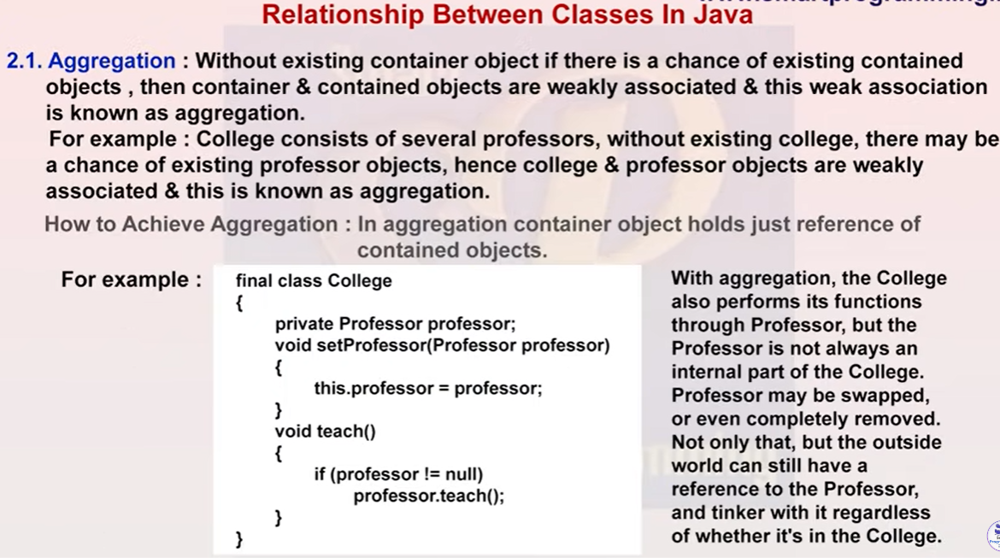 Relationship Between Classes In Java
2.1. Aggregation : Without existing container object if there is a chance of existing contained
objects , then container & contained objects are weakly associated & this weak association
is known as aggregation.
For example : College consists of several professors, without existing college, there may be
a chance of existing professor objects, hence college & professor objects are weakly
associated & this is known as aggregation.
How to Achieve Aggregation : In aggregation container object holds just reference of
contained objects.
For example :
final class College
{
private Professor professor;
void setProfessor(Professor professor)
{
this.professor = professor;
}
void teach()
{
if (professor != null)
professor.teach();
}
}
With aggregation, the College
also performs its functions
through Professor, but the
Professor is not always an
internal part of the College.
Professor may be swapped,
or even completely removed.
Not only that, but the outside
world can still have a
reference to the Professor,
and tinker with it regardless
of whether it's in the College.